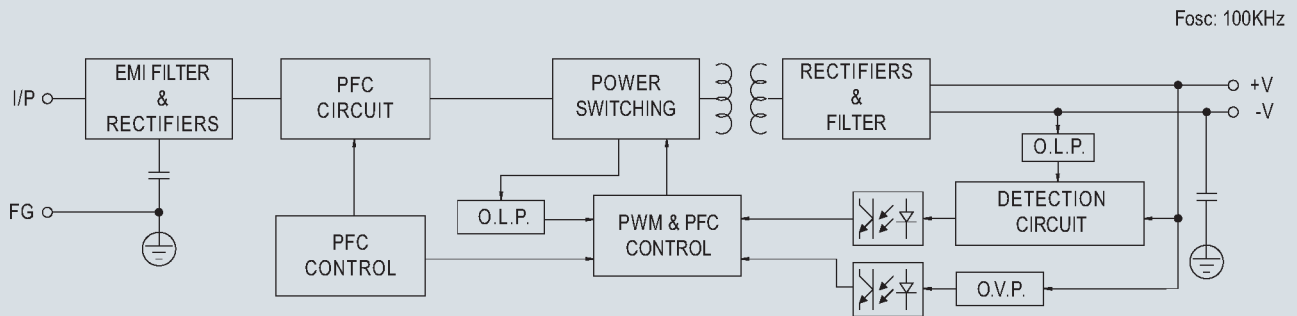 Fosc: 100KHz
I/P
EMI FILTER
&
RECTIFIERS
PFC
CIRCUIT
POWER
SWITCHING
RECTIFIERS
&
FILTER
+V
-V
O.L.P.
FG
PFC
CONTROL
O.L.P.
PWM & PFC
CONTROL
DETECTION
CIRCUIT
O.V.P.